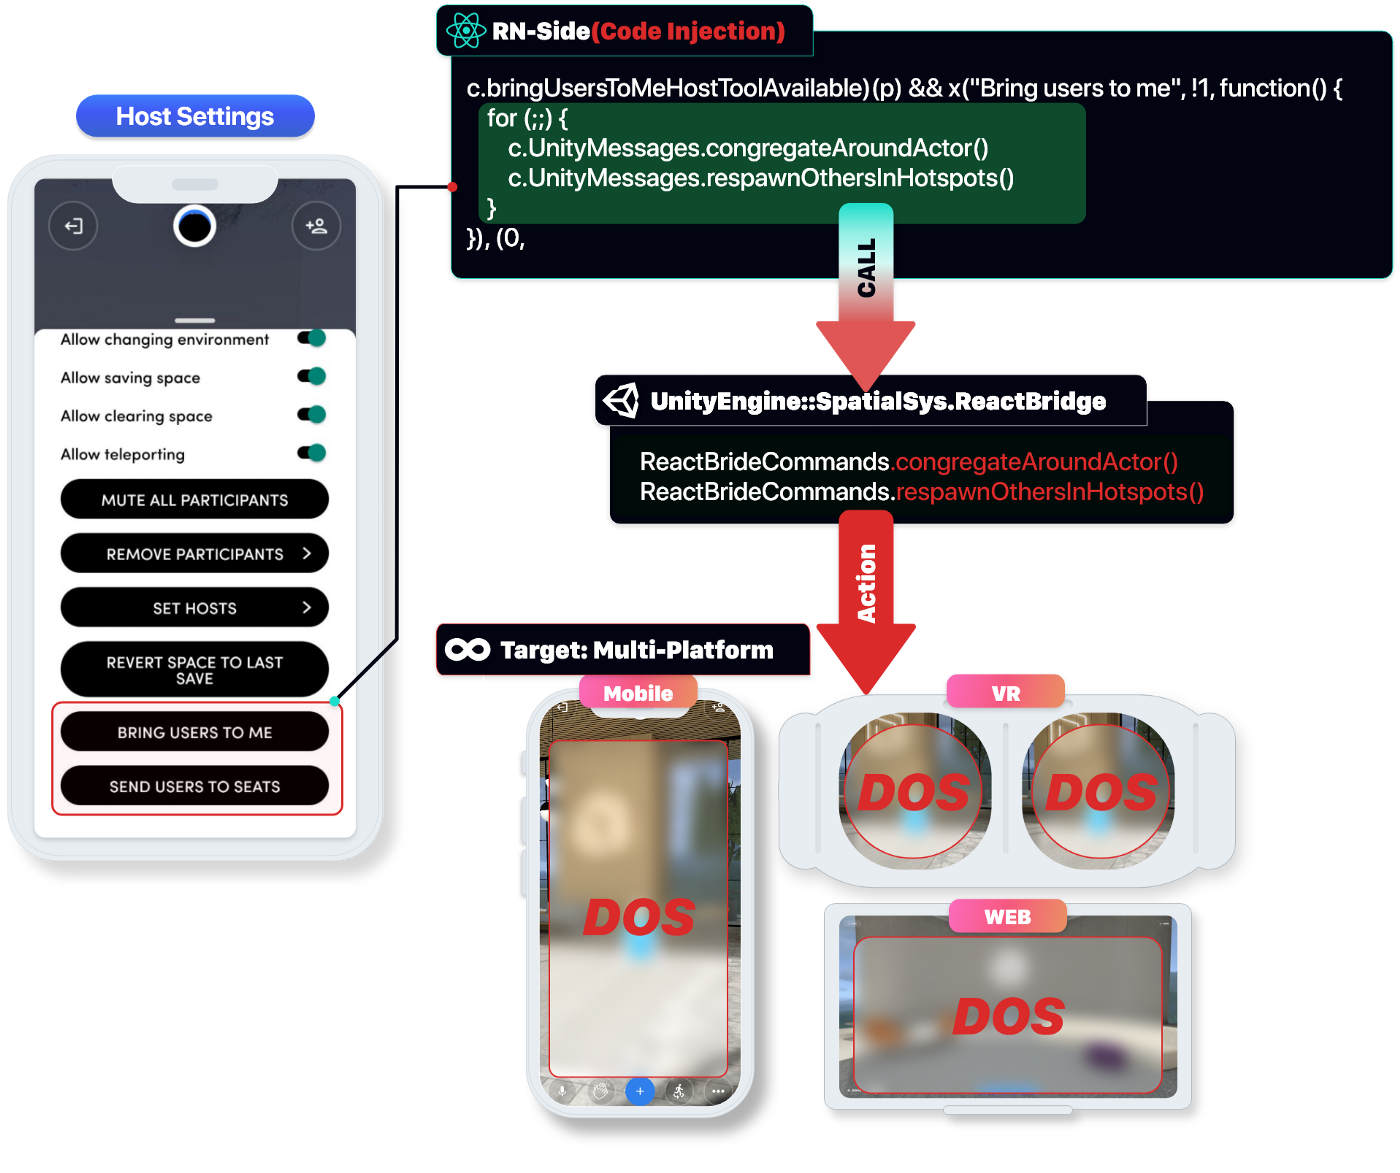 RN-Side(Code Injection)
c.bringUsersToMeHostToolAvailable)(p) && x("Bring users to me", !1, function() {
for (;;) {
c.UnityMessages.congregateAroundActor()
c.UnityMessages.respawnOthersInHotspots()
}
}), (0,
CALL
Host Settings
Allow changing environment
Allow saving space
Allow clearing space
Allow teleporting
MUTE ALL PARTICIPANTS
REMOVE PARTICIPANTS >
SET HOSTS >
REVERT SPACE TO LAST
SAVE
BRING USERS TO ME
SEND USERS TO SEATS
UnityEngine::SpatialSys.ReactBridge
ReactBrideCommands.congregateAroundActor()
ReactBrideCommands.respawnOthersInHotspots()
Action
Target: Multi-Platform
Mobile
DOS
VR
DOS
DOS
WEB
DOS